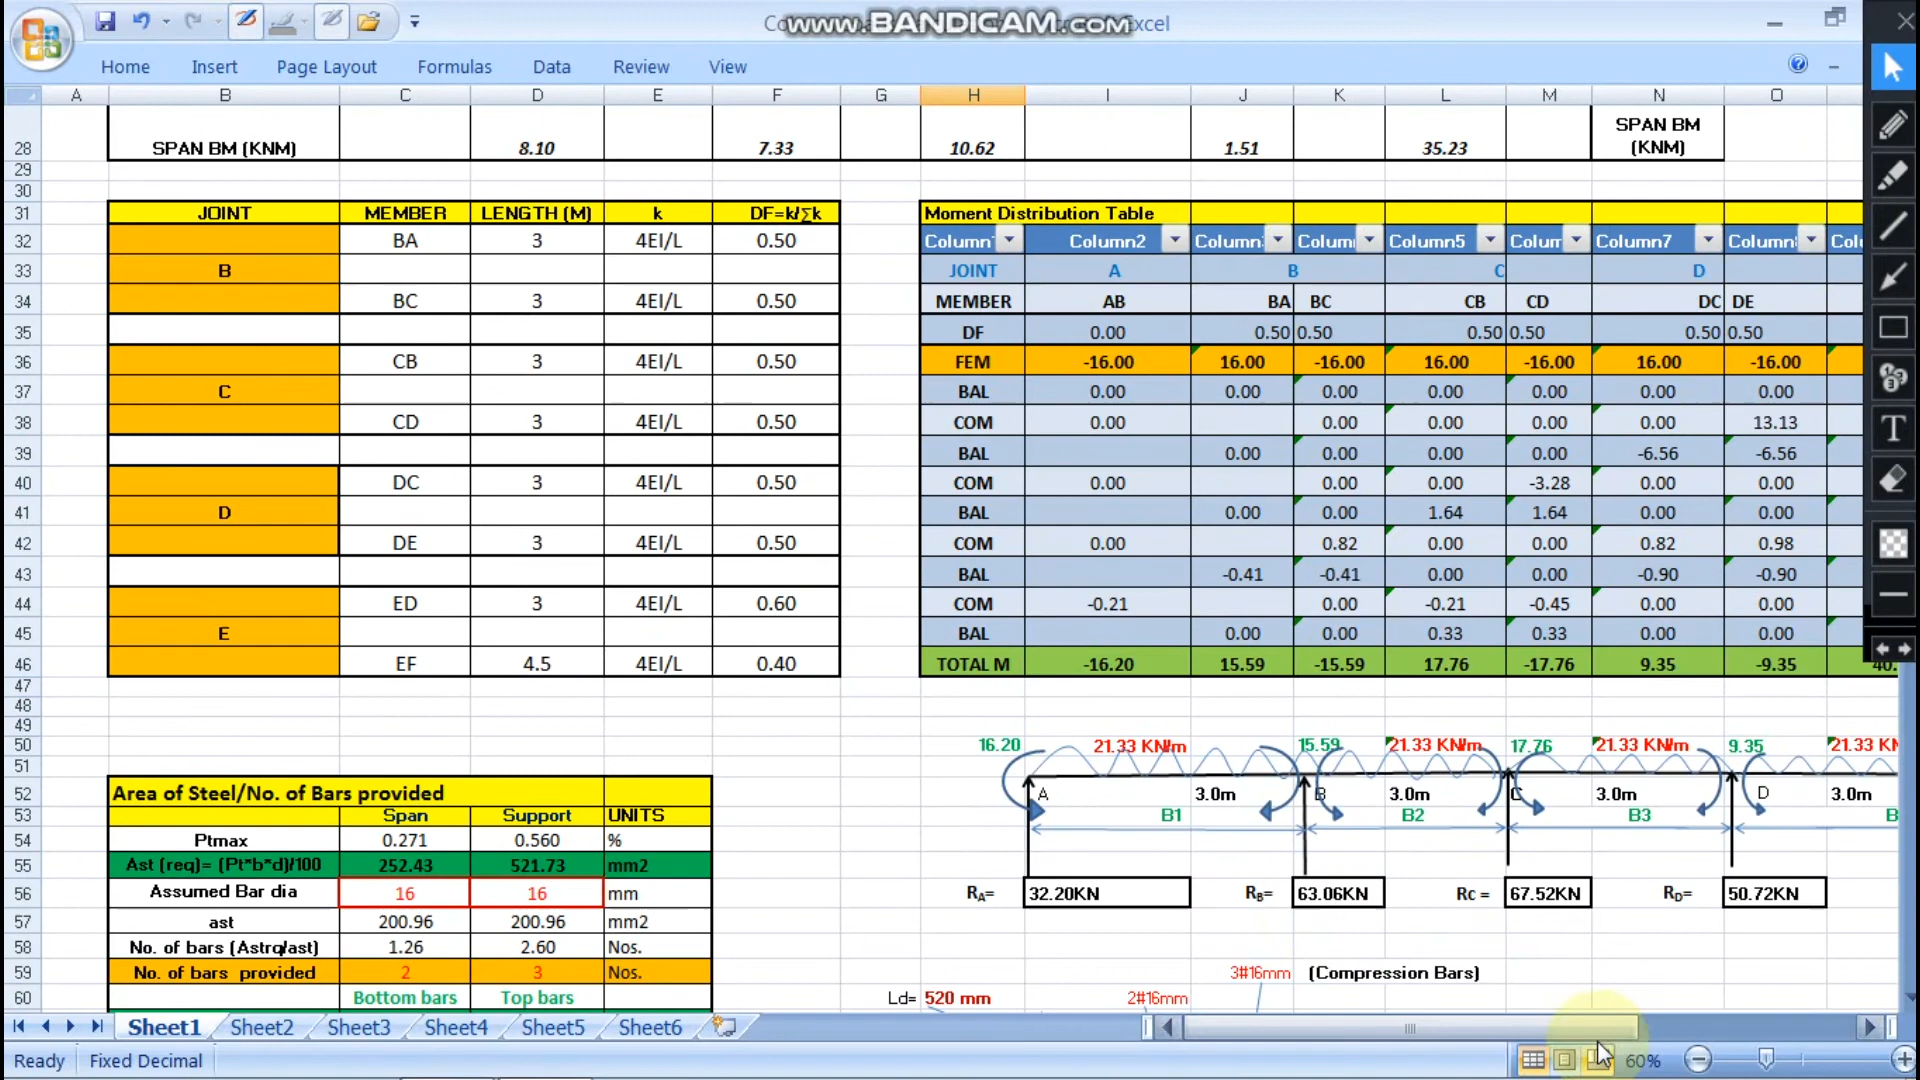 www.BANDICAM.com
Excel
Home Insert Page Layout Formulas Data Review View
A B C D E F G H I J K L M N O
28 SPAN BM (KNM) 8.10 7.33 10.62 1.51 35.23 SPAN BM (KNM)
29
30
31 JOINT MEMBER LENGTH (M) k DF=k/∑k Moment Distribution Table
32 BA 3 4EI/L 0.50 Column Column2 Column Colum Column5 Colum Column7 Column
33 B JOINT A B C D
34 BC 3 4EI/L 0.50 MEMBER AB BA BC CB CD DC DE
35 DF 0.00 0.50 0.50 0.50 0.50 0.50 0.50
36 CB 3 4EI/L 0.50 FEM -16.00 16.00 -16.00 16.00 -16.00 16.00 -16.00
37 C BAL 0.00 0.00 0.00 0.00 0.00 0.00 0.00
38 CD 3 4EI/L 0.50 COM 0.00 0.00 0.00 0.00 0.00 13.13
39 BAL 0.00 0.00 0.00 0.00 -6.56 -6.56
40 DC 3 4EI/L 0.50 COM 0.00 0.00 0.00 -3.28 0.00 0.00
41 D BAL 0.00 0.00 1.64 1.64 0.00 0.00
42 DE 3 4EI/L 0.50 COM 0.00 0.82 0.00 0.00 0.82 0.98
43 BAL -0.41 -0.41 0.00 0.00 -0.90 -0.90
44 ED 3 4EI/L 0.60 COM -0.21 0.00 -0.21 -0.45 0.00 0.00
45 E BAL 0.00 0.00 0.33 0.33 0.00 0.00
46 EF 4.5 4EI/L 0.40 TOTAL M -16.20 15.59 -15.59 17.76 -17.76 9.35 -9.35 40.
47
48
49
50 16.20 21.33 KN/m 15.59 21.33 KN/m 17.76 21.33 KN/m 9.35 21.33 KN
51
52 Area of Steel/No. of Bars provided A 3.0m B 3.0m C 3.0m D 3.0m
53 Span Support UNITS B1 B2 B3 B
54 Ptmax 0.271 0.560 %
55 Ast (req)= (Pt*b*d)/100 252.43 521.73 mm2
56 Assumed Bar dia 16 16 mm RA= 32.20KN RB= 63.06KN RC = 67.52KN RD= 50.72KN
57 ast 200.96 200.96 mm2
58 No. of bars (Astrq/ast) 1.26 2.60 Nos.
59 No. of bars provided 2 3 Nos. 3#16mm (Compression Bars)
60 Bottom bars Top bars Ld= 520 mm 2#16mm
Sheet1 Sheet2 Sheet3 Sheet4 Sheet5 Sheet6
Ready Fixed Decimal 60%